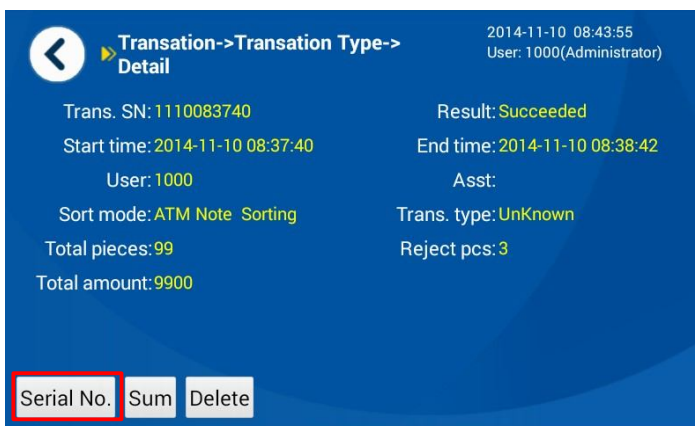 Transation->Transation Type->
Detail
2014-11-10 08:43:55
User: 1000(Administrator)
Trans. SN: 1110083740
Result: Succeeded
Start time: 2014-11-10 08:37:40
End time: 2014-11-10 08:38:42
User: 1000
Asst:
Sort mode: ATM Note Sorting
Trans. type: UnKnown
Total pieces: 99
Reject pcs: 3
Total amount: 9900
Serial No.
Sum
Delete